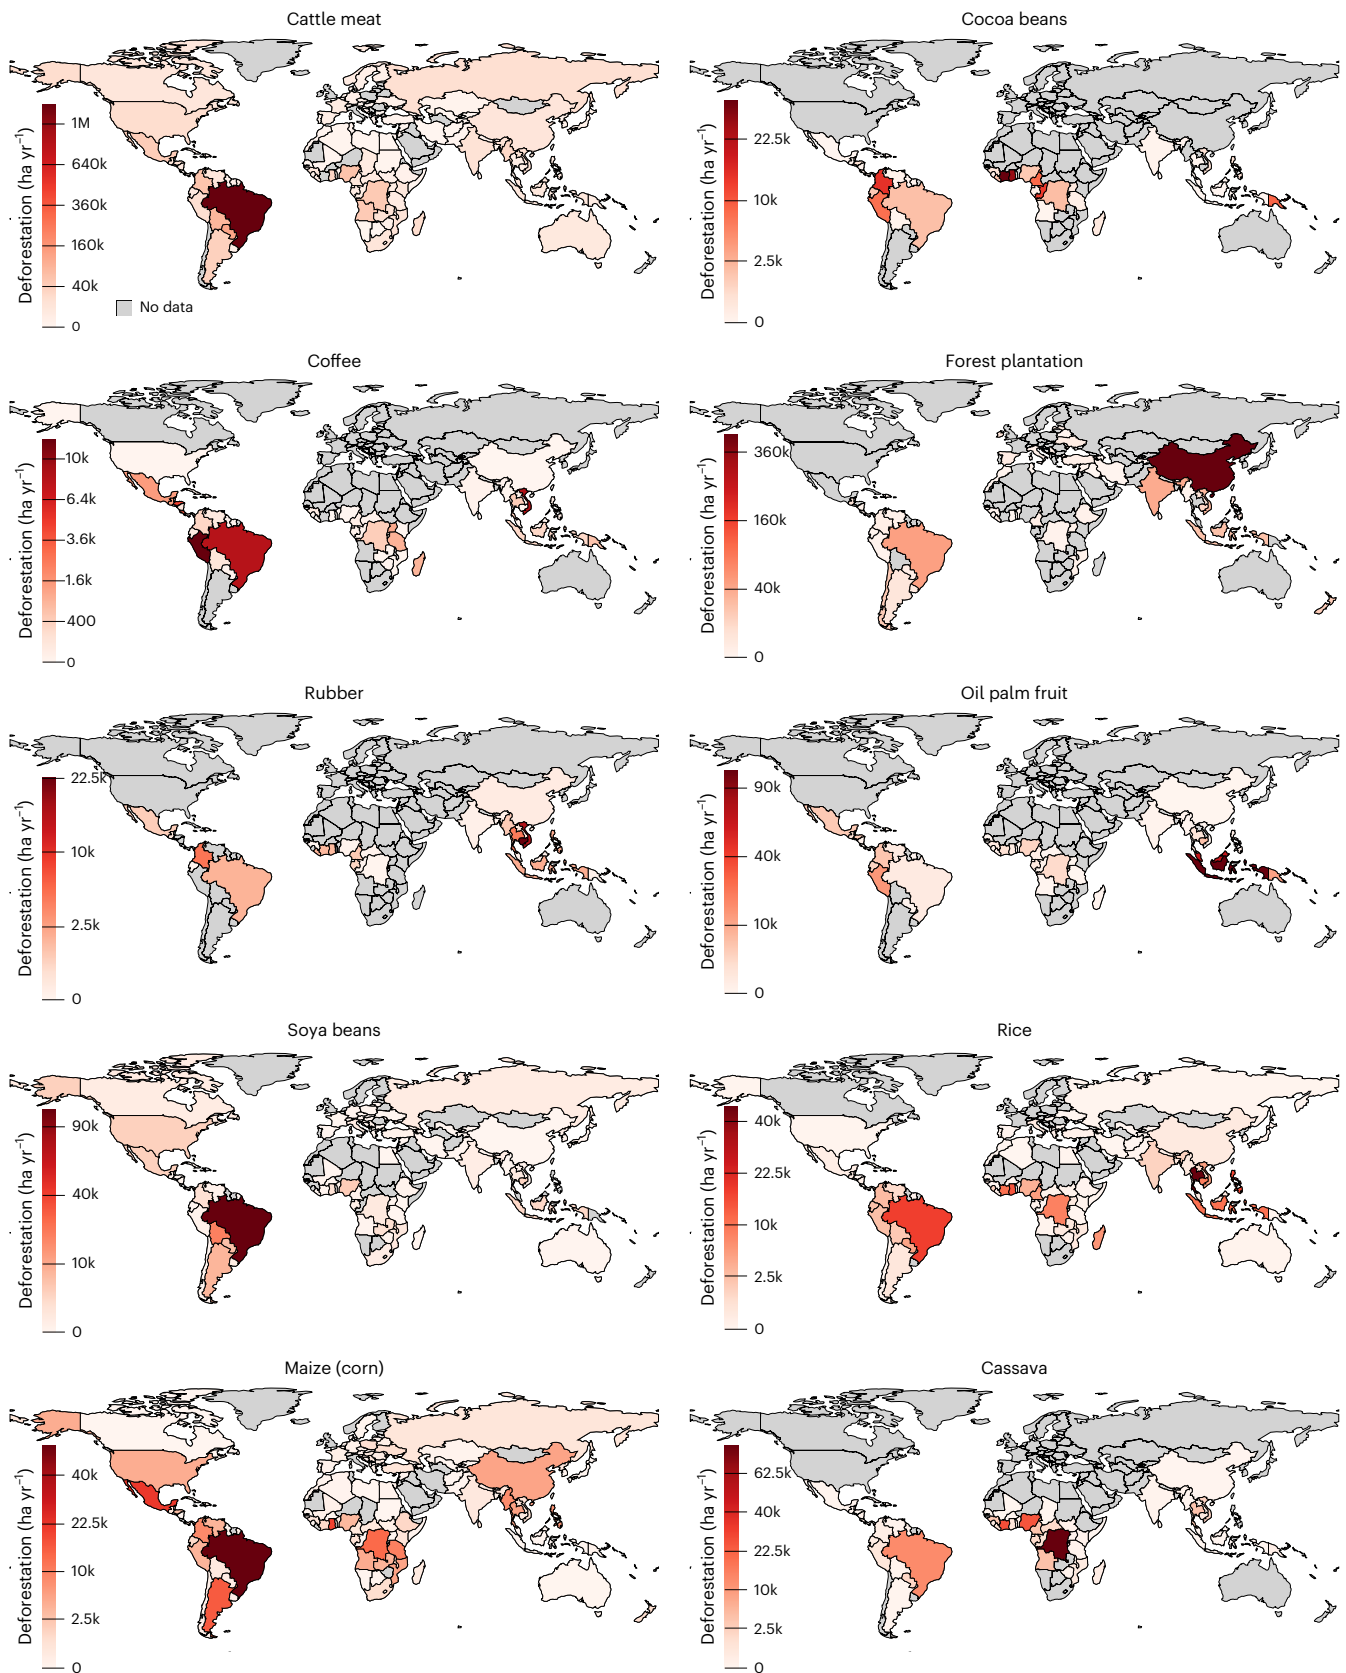 Cattle meat
Deforestation (ha yr⁻¹)
1M
640k
360k
160k
40k
0
No data
Cocoa beans
Deforestation (ha yr⁻¹)
22.5k
10k
2.5k
0
Coffee
Deforestation (ha yr⁻¹)
10k
6.4k
3.6k
1.6k
400
0
Forest plantation
Deforestation (ha yr⁻¹)
360k
160k
40k
0
Rubber
Deforestation (ha yr⁻¹)
22.5k
10k
2.5k
0
Oil palm fruit
Deforestation (ha yr⁻¹)
90k
40k
10k
0
Soya beans
Deforestation (ha yr⁻¹)
90k
40k
10k
0
Rice
Deforestation (ha yr⁻¹)
40k
22.5k
10k
2.5k
0
Maize (corn)
Deforestation (ha yr⁻¹)
40k
22.5k
10k
2.5k
0
Cassava
Deforestation (ha yr⁻¹)
62.5k
40k
22.5k
10k
2.5k
0